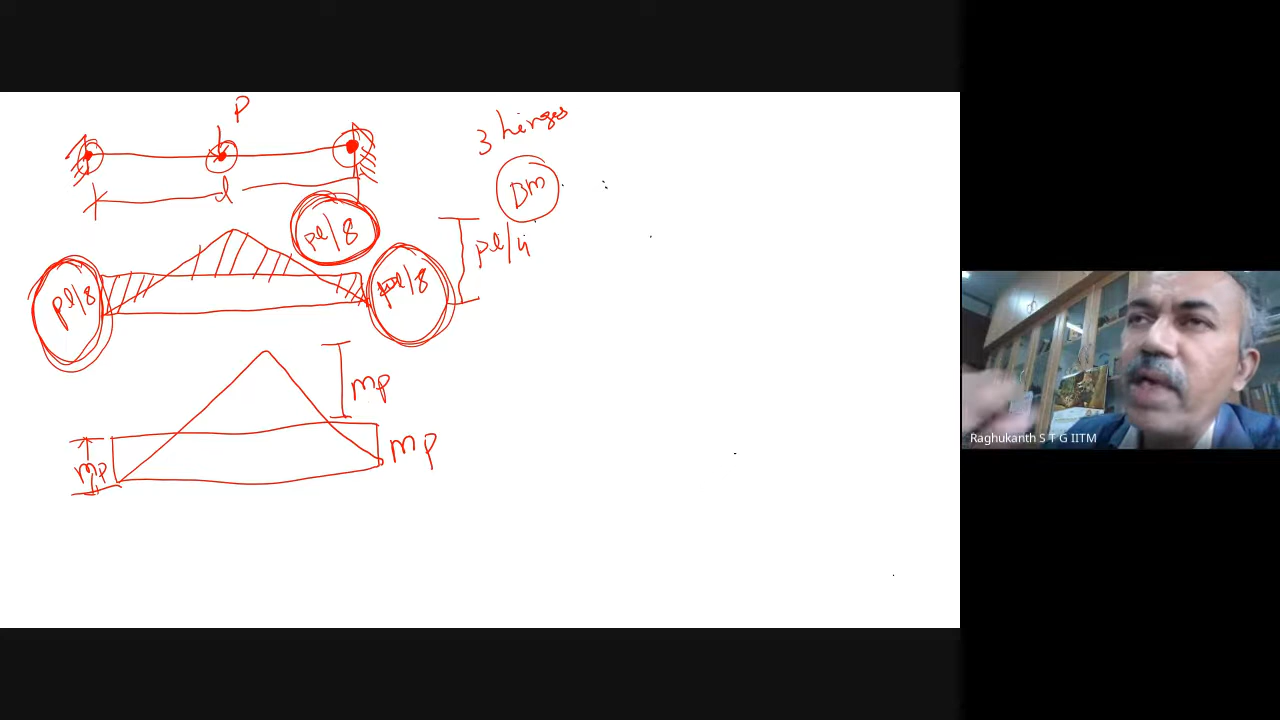 P
3 hinges
BM
l
pl/8
pl/4
pl/8
pl/8
Mp
Mp
Mp
Raghukanth S T G IITM